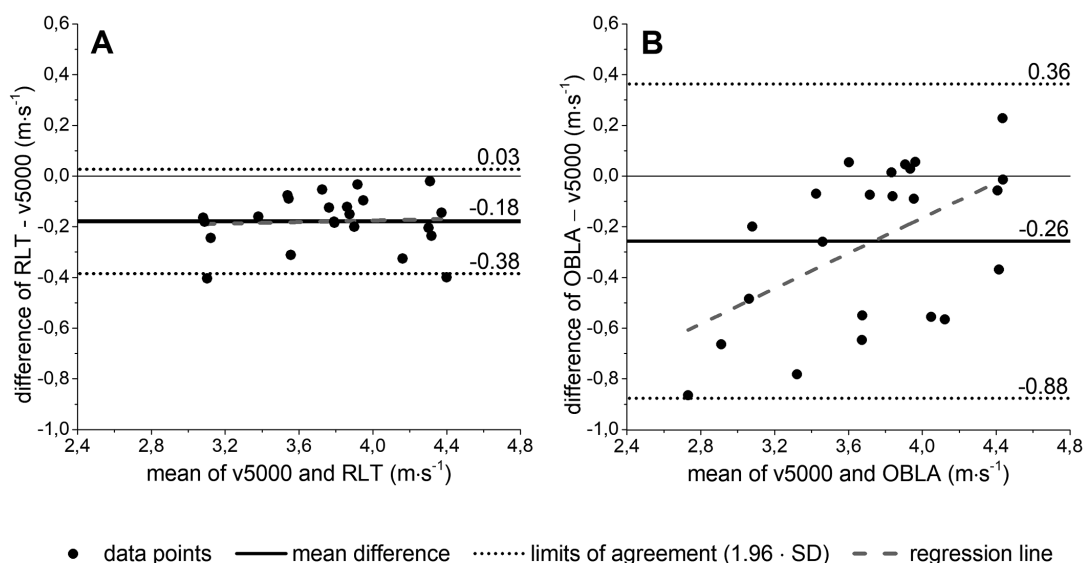 A
0,6
0,4
0,2
0,0
-0,2
-0,4
-0,6
-0,8
-1,0
difference of RLT - v5000 (m·s⁻¹)
0.03
-0.18
-0.38
2,4 2,8 3,2 3,6 4,0 4,4 4,8
mean of v5000 and RLT (m·s⁻¹)
B
0,6
0,4
0,2
0,0
-0,2
-0,4
-0,6
-0,8
-1,0
difference of OBLA – v5000 (m·s⁻¹)
0.36
-0.26
-0.88
2,4 2,8 3,2 3,6 4,0 4,4 4,8
mean of v5000 and OBLA (m·s⁻¹)
data points mean difference limits of agreement (1.96 · SD) regression line